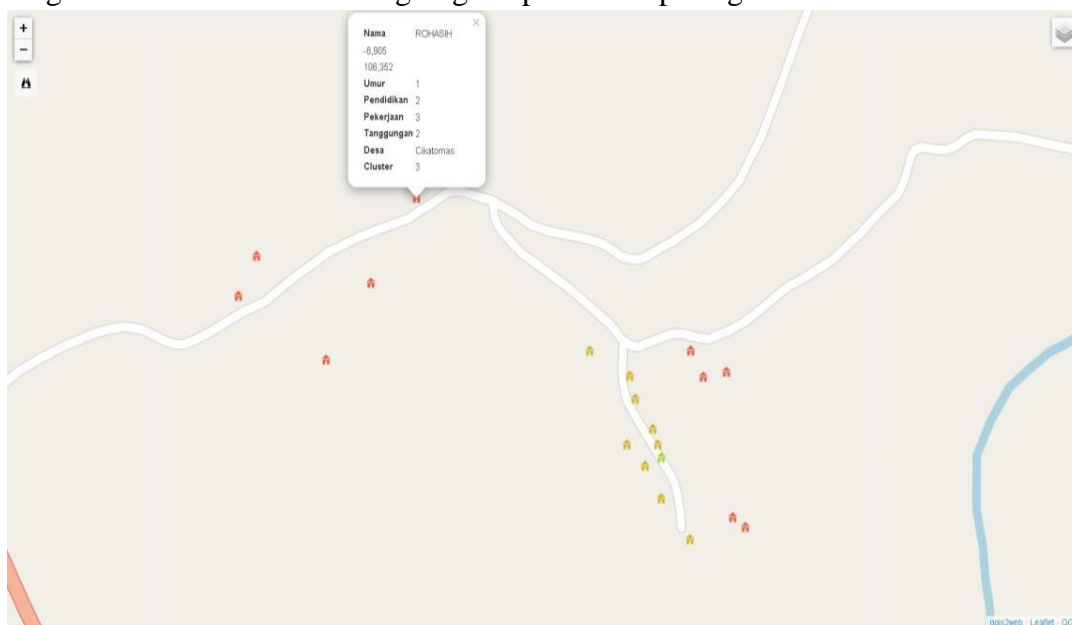 +
−
×
Nama ROHASIH
-6,905
108,352
Umur 1
Pendidikan 2
Pekerjaan 3
Tanggungan 2
Desa Cikatomas
Cluster 3
qgis2web · Leaflet · QG